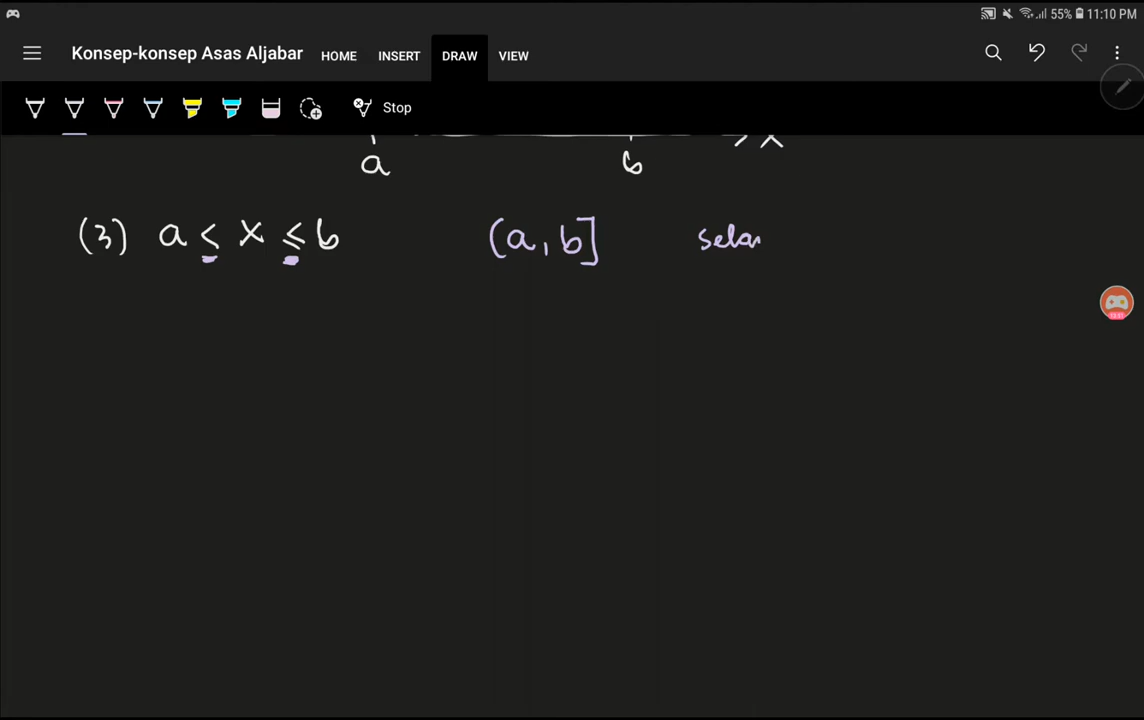 55% 11:10 PM
Konsep-konsep Asas Aljabar HOME INSERT DRAW VIEW
Stop
a b x
(3) a < x ≤ b (a, b] selan